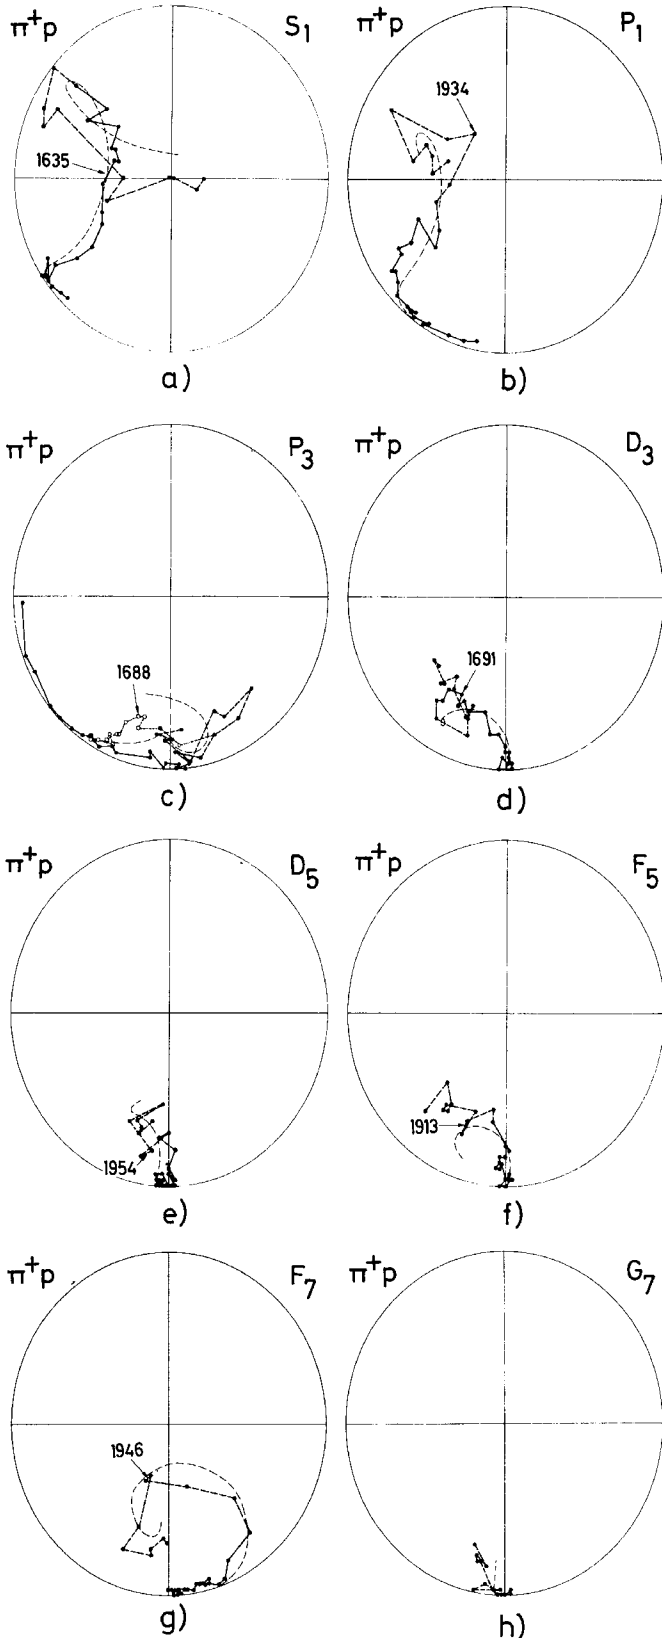 π⁺p S₁
1635
a)
π⁺p P₁
1934
b)
π⁺p P₃
1688
c)
π⁺p D₃
1691
d)
π⁺p D₅
1954
e)
π⁺p F₅
1913
f)
π⁺p F₇
1946
g)
π⁺p G₇
h)